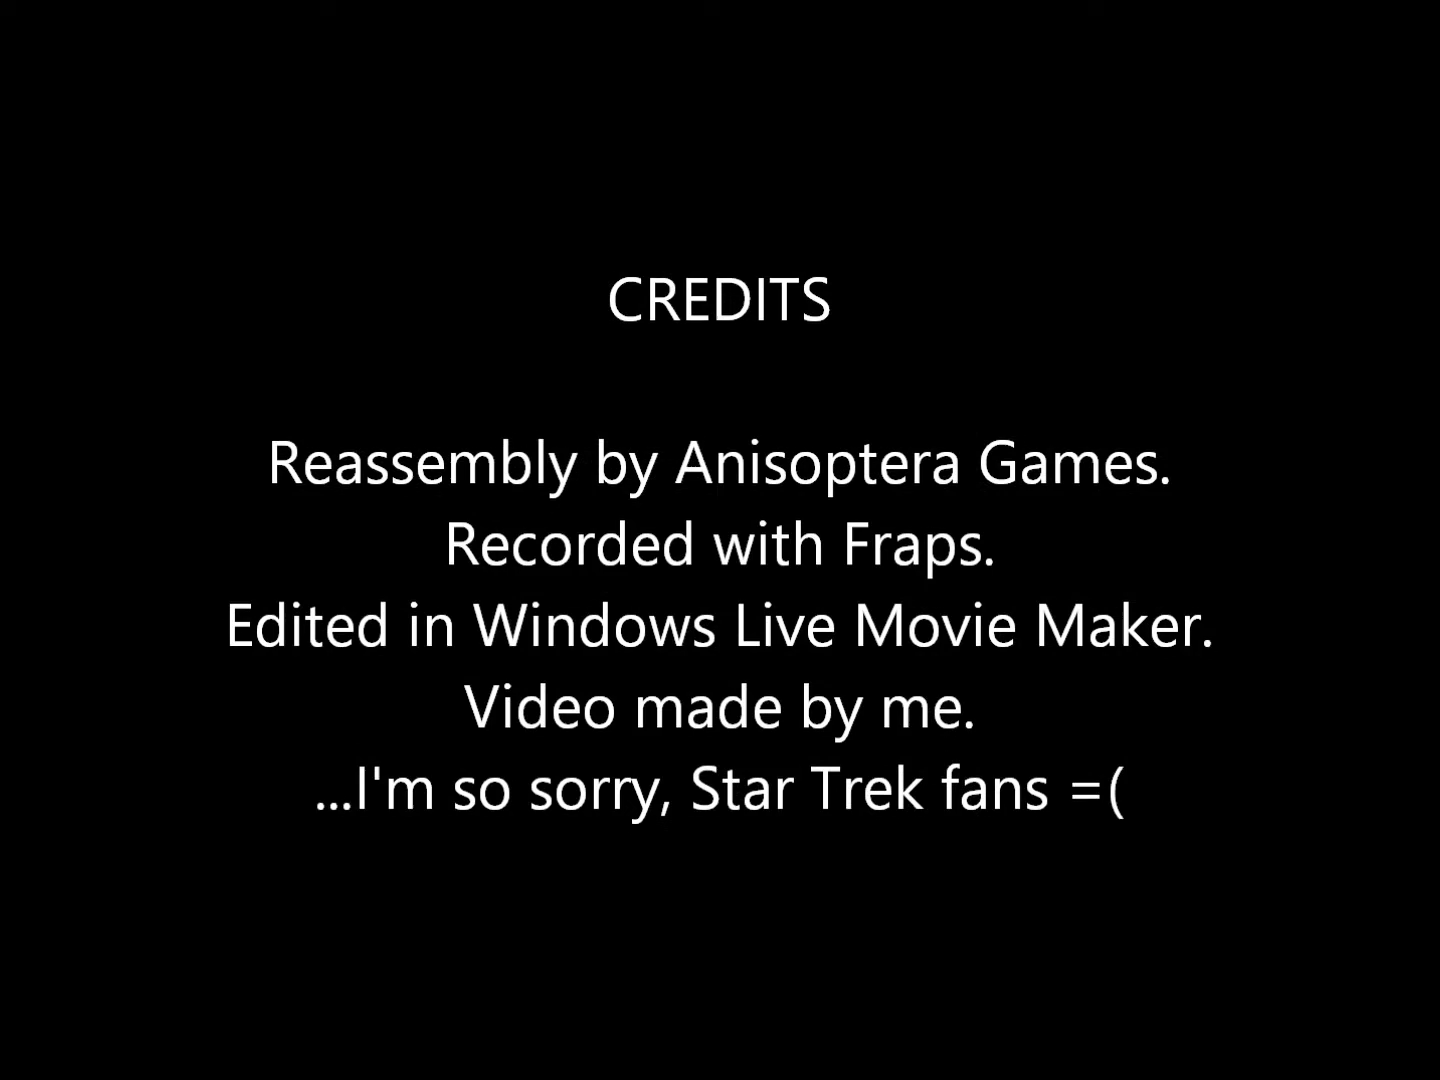 CREDITS
Reassembly by Anisoptera Games.
Recorded with Fraps.
Edited in Windows Live Movie Maker.
Video made by me.
...I'm so sorry, Star Trek fans =(